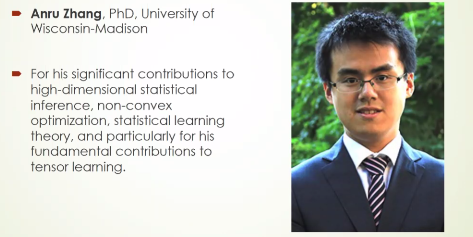 Anru Zhang, PhD, University of
Wisconsin-Madison
For his significant contributions to
high-dimensional statistical
inference, non-convex
optimization, statistical learning
theory, and particularly for his
fundamental contributions to
tensor learning.